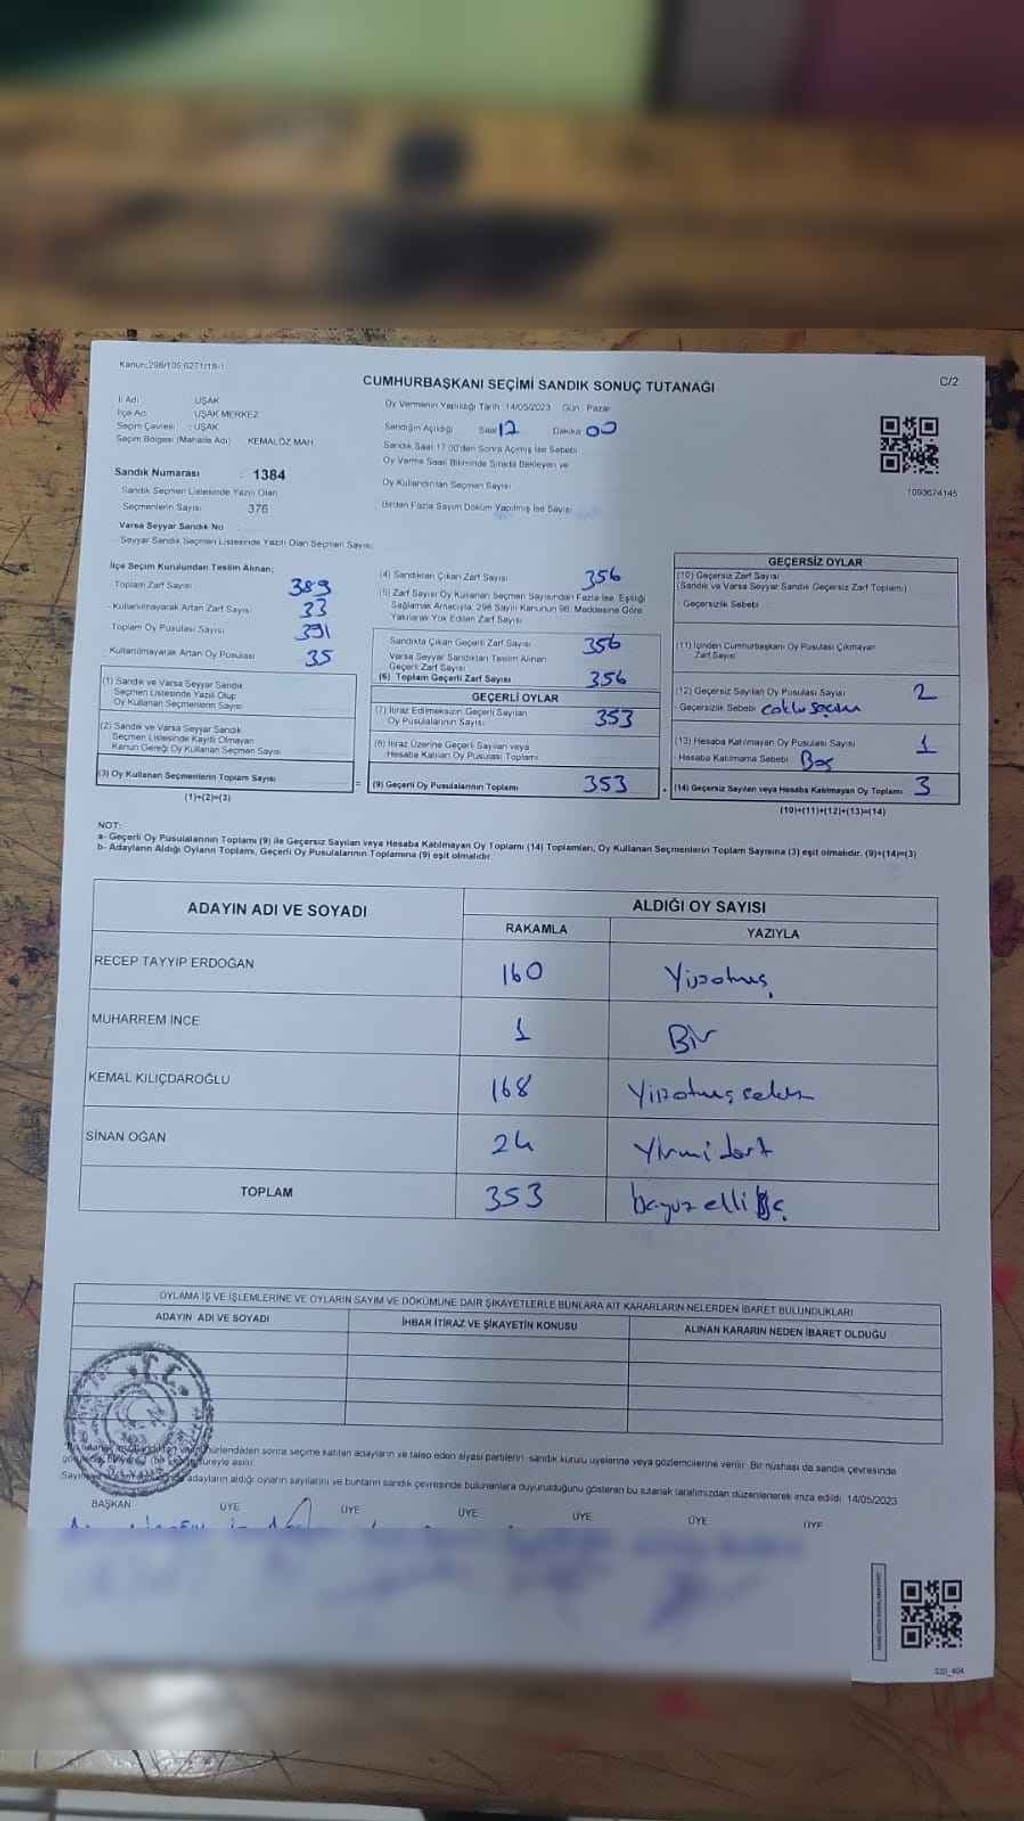 Kanun:298/105,6271/18-1
CUMHURBAŞKANI SEÇİMİ SANDIK SONUÇ TUTANAĞI
C/2
İl Adı : UŞAK
İlçe Adı : UŞAK MERKEZ
Seçim Çevresi : UŞAK
Seçim Bölgesi (Mahalle Adı) : KEMALÖZ MAH
Sandık Numarası : 1384
Sandık Seçmen Listesinde Yazılı Olan
Seçmenlerin Sayısı 376
Varsa Seyyar Sandık No
Seyyar Sandık Seçmen Listesinde Yazılı Olan Seçmen Sayısı
Oy Vermenin Yapıldığı Tarih : 14/05/2023 Gün : Pazar
Sandığın Açıldığı Saat 17 Dakika 00
Sandık Saat 17:00'den Sonra Açılmış İse Sebebi
Oy Verme Saati Bitiminde Sırada Bekleyen ve
Oy Kullandırılan Seçmen Sayısı
Birden Fazla Sayım Döküm Yapılmış İse Sayısı
1093674145
İlçe Seçim Kurulundan Teslim Alınan;
Toplam Zarf Sayısı 389
Kullanılmayarak Artan Zarf Sayısı 33
Toplam Oy Pusulası Sayısı 391
Kullanılmayarak Artan Oy Pusulası 35
(1) Sandık ve Varsa Seyyar Sandık
Seçmen Listesinde Yazılı Olup
Oy Kullanan Seçmenlerin Sayısı
(2) Sandık ve Varsa Seyyar Sandık
Seçmen Listesinde Kayıtlı Olmayan
Kanun Gereği Oy Kullanan Seçmen Sayısı
(3) Oy Kullanan Seçmenlerin Toplam Sayısı
(1)+(2)=(3)
(4) Sandıktan Çıkan Zarf Sayısı 356
(5) Zarf Sayısı Oy Kullanan Seçmen Sayısından Fazla İse, Eşitliği
Sağlamak Amacıyla, 298 Sayılı Kanunun 98. Maddesine Göre
Yakılarak Yok Edilen Zarf Sayısı
Sandıkta Çıkan Geçerli Zarf Sayısı 356
Varsa Seyyar Sandıktan Teslim Alınan
Geçerli Zarf Sayısı
(6) Toplam Geçerli Zarf Sayısı 356
GEÇERLİ OYLAR
(7) İtiraz Edilmeksizin Geçerli Sayılan
Oy Pusulalarının Sayısı 353
(8) İtiraz Üzerine Geçerli Sayılan veya
Hesaba Katılan Oy Pusulası Toplamı
= (9) Geçerli Oy Pusulalarının Toplamı 353
GEÇERSİZ OYLAR
(10) Geçersiz Zarf Sayısı
(Sandık ve Varsa Seyyar Sandık Geçersiz Zarf Toplamı)
Geçersizlik Sebebi
(11) İçinden Cumhurbaşkanı Oy Pusulası Çıkmayan
Zarf Sayısı
(12) Geçersiz Sayılan Oy Pusulası Sayısı 2
Geçersizlik Sebebi çoklu seçim
(13) Hesaba Katılmayan Oy Pusulası Sayısı 1
Hesaba Katılmama Sebebi Boş
+ (14) Geçersiz Sayılan veya Hesaba Katılmayan Oy Toplamı 3
(10)+(11)+(12)+(13)=(14)
NOT:
a- Geçerli Oy Pusulalarının Toplamı (9) ile Geçersiz Sayılan veya Hesaba Katılmayan Oy Toplamı (14) Toplamları, Oy Kullanan Seçmenlerin Toplam Sayısına (3) eşit olmalıdır. (9)+(14)=(3)
b- Adayların Aldığı Oyların Toplamı, Geçerli Oy Pusulalarının Toplamına (9) eşit olmalıdır.
ADAYIN ADI VE SOYADI ALDIĞI OY SAYISI
RAKAMLA YAZIYLA
RECEP TAYYİP ERDOĞAN 160 Yüzatmış
MUHARREM İNCE 1 Bir
KEMAL KILIÇDAROĞLU 168 Yüzatmışsekiz
SİNAN OĞAN 24 Yirmidört
TOPLAM 353
OYLAMA İŞ VE İŞLEMLERİNE VE OYLARIN SAYIM VE DÖKÜMÜNE DAİR ŞİKAYETLERLE BUNLARA AİT KARARLARIN NELERDEN İBARET BULUNDUKLARI
ADAYIN ADI VE SOYADI İHBAR İTİRAZ VE ŞİKAYETİN KONUSU ALINAN KARARIN NEDEN İBARET OLDUĞU
T.C.
sonra seçime katılan adayların ve talep eden siyasi partilerin sandık kurulu üyelerine veya gözlemcilerine verilir. Bir nüshası da sandık çevresinde
adayların aldığı oyların sayılarını ve bunların sandık çevresinde bulunanlara duyurulduğunu gösteren bu tutanak tarafımızdan düzenlenerek imza edildi. 14/05/2023
BAŞKAN ÜYE ÜYE ÜYE ÜYE ÜYE ÜYE